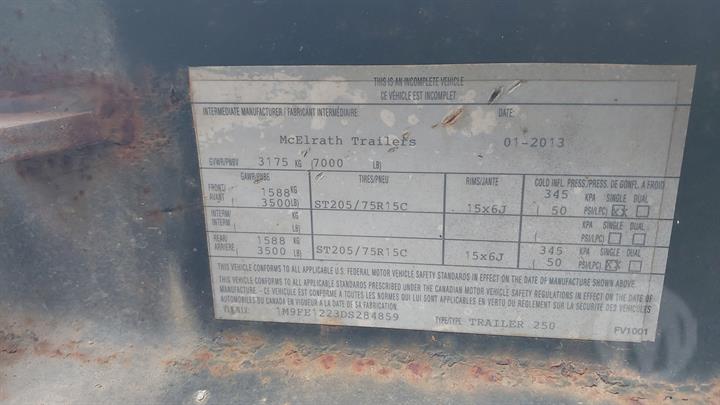 THIS IS AN INCOMPLETE VEHICLE
CE VÉHICLE EST INCOMPLET
INTERMEDIATE MANUFACTURER / FABRICANT INTERMÉDIAIRE: DATE:
McElrath Trailers 01-2013
GVWR/PNBV 3175 KG (7000 LB)
GAWR/PNBE TIRES/PNEU RIMS/JANTE COLD INFL. PRESS/PRESS. DE GONFL. A FROID
FRONT/ AVANT 1588 KG 3500 LB) ST205/75R15C 15x6J 345 KPA SINGLE DUAL
50 PSI/LPC) XX
INTERM/ INTERM. KG LB) KPA SINGLE DUAL
PSI/LPC)
REAR/ ARRIÈRE 1588 KG 3500 LB) ST205/75R15C 15x6J 345 KPA SINGLE DUAL
50 PSI/LPC) XX
THIS VEHICLE CONFORMS TO ALL APPLICABLE U.S. FEDERAL MOTOR VEHICLE SAFETY STANDARDS IN EFFECT ON THE DATE OF MANUFACTURE SHOWN ABOVE.
THIS VEHICLE CONFORMS TO ALL APPLICABLE STANDARDS PRESCRIBED UNDER THE CANADIAN MOTOR VEHICLE SAFETY REGULATIONS IN EFFECT ON THE DATE OF
MANUFACTURE. – CE VÉHICULE EST CONFORME À TOUTES LES NORMES QUI LUI SONT APPLICABLES EN VERTU DU RÈGLEMENT SUR LA SÉCURITÉ DES VÉHICULES
AUTOMOBILES DU CANADA EN VIGUEUR À LA DATE DE SA FABRICATION.
1M9FE1223DS284859 TYPE/TYPE TRAILER 250
FV1001